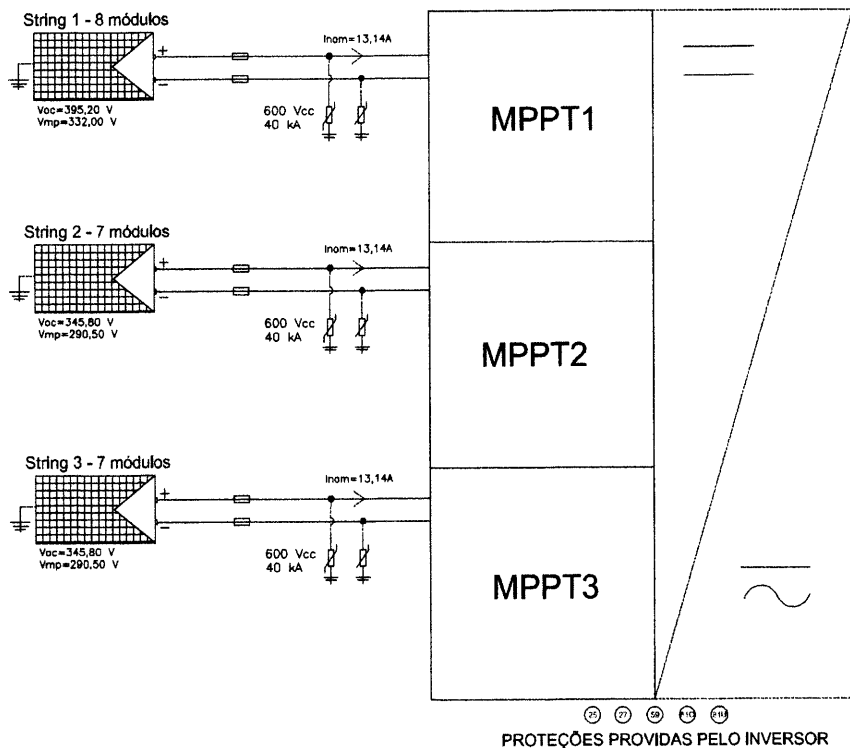 String 1 - 8 módulos
+
Inom=13,14A
−
Voc=395,20 V
Vmp=332,00 V
600 Vcc
40 kA
MPPT1
String 2 - 7 módulos
+
Inom=13,14A
−
Voc=345,80 V
Vmp=290,50 V
600 Vcc
40 kA
MPPT2
String 3 - 7 módulos
+
Inom=13,14A
−
Voc=345,80 V
Vmp=290,50 V
600 Vcc
40 kA
MPPT3
25 27 59
PROTEÇÕES PROVIDAS PELO INVERSOR